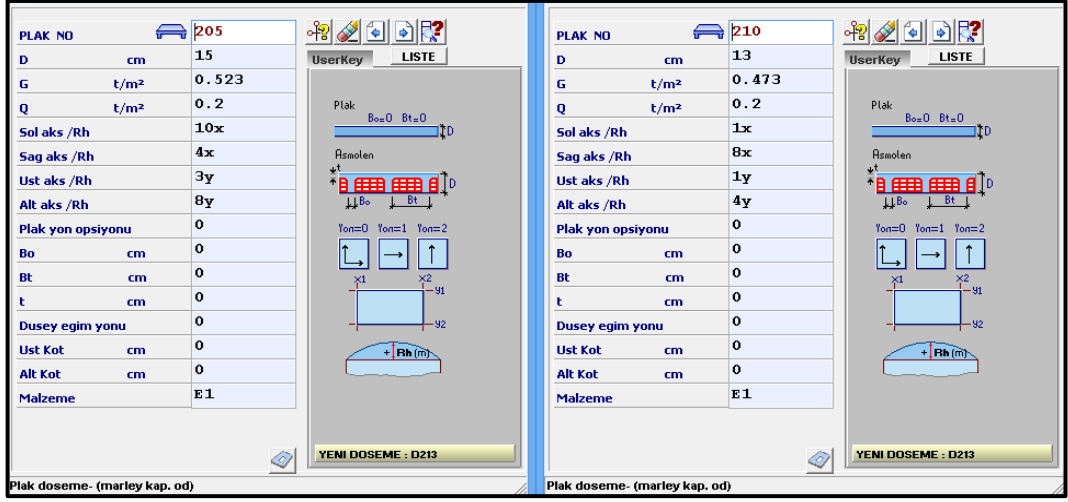 PLAK NO 205
D cm 15
G t/m² 0.523
Q t/m² 0.2
Sol aks /Rh 10x
Sag aks /Rh 4x
Ust aks /Rh 3y
Alt aks /Rh 8y
Plak yon opsiyonu 0
Bo cm 0
Bt cm 0
t cm 0
Dusey egim yonu 0
Ust Kot cm 0
Alt Kot cm 0
Malzeme E1
UserKey LISTE
Plak
Bo=0 Bt=0
D
Asmolen
t
D
Bo Bt
Yon=0 Yon=1 Yon=2
X1 X2
Y1
Y2
+ Rh (m)
YENI DOSEME : D213
Plak doseme- (marley kap. od)
PLAK NO 210
D cm 13
G t/m² 0.473
Q t/m² 0.2
Sol aks /Rh 1x
Sag aks /Rh 8x
Ust aks /Rh 1y
Alt aks /Rh 4y
Plak yon opsiyonu 0
Bo cm 0
Bt cm 0
t cm 0
Dusey egim yonu 0
Ust Kot cm 0
Alt Kot cm 0
Malzeme E1
UserKey LISTE
Plak
Bo=0 Bt=0
D
Asmolen
t
D
Bo Bt
Yon=0 Yon=1 Yon=2
X1 X2
Y1
Y2
+ Rh (m)
YENI DOSEME : D213
Plak doseme- (marley kap. od)